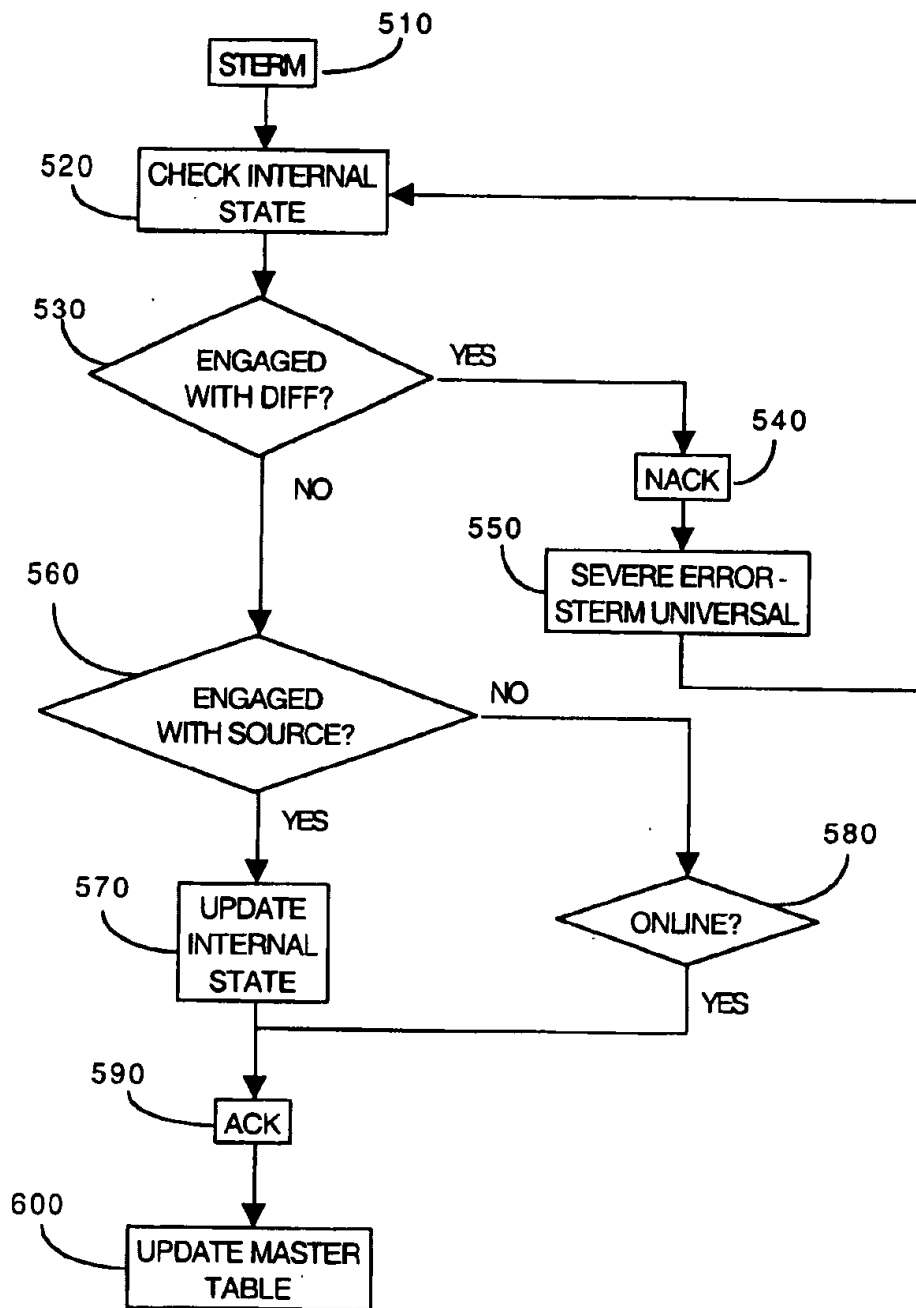 510
STERM
520
CHECK INTERNAL
STATE
530
ENGAGED
WITH DIFF?
YES
NO
540
NACK
550
SEVERE ERROR -
STERM UNIVERSAL
560
ENGAGED
WITH SOURCE?
NO
YES
570
UPDATE
INTERNAL
STATE
580
ONLINE?
YES
590
ACK
600
UPDATE MASTER
TABLE